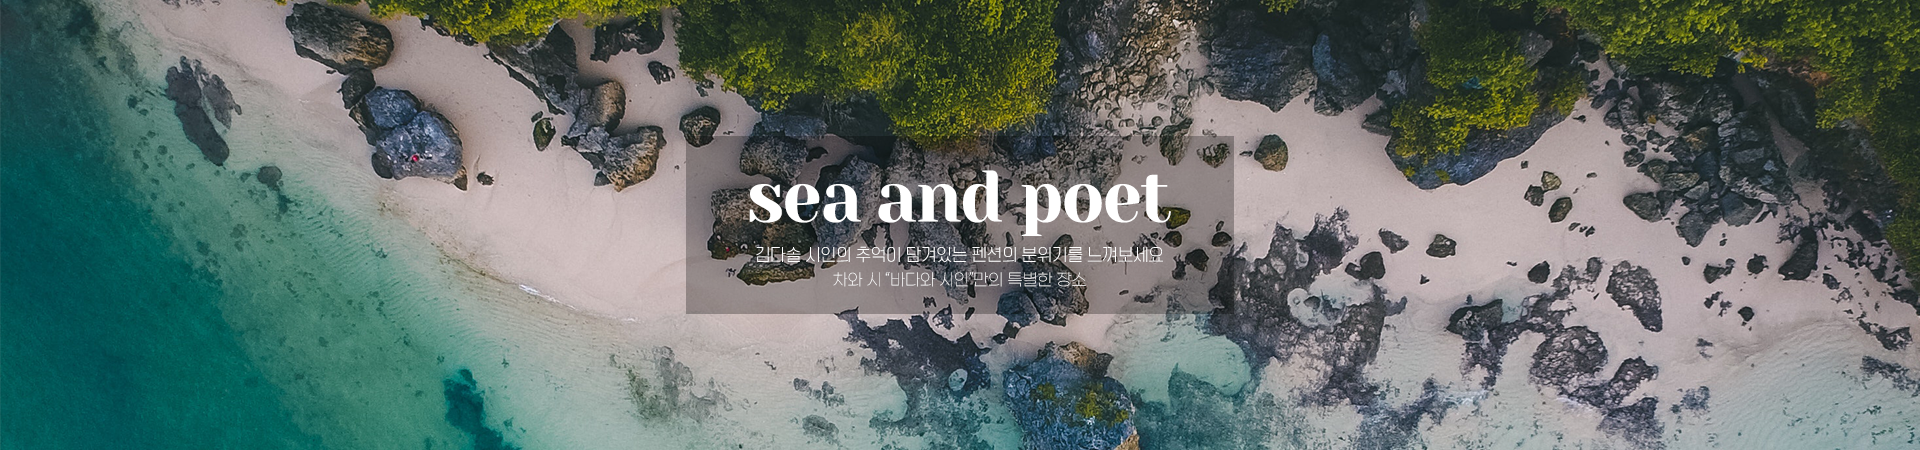 sea and poet
김다솔 시인의 추억이 담겨있는 펜션의 분위기를 느껴보세요
차와 시 “바다와 시인”만의 특별한 장소